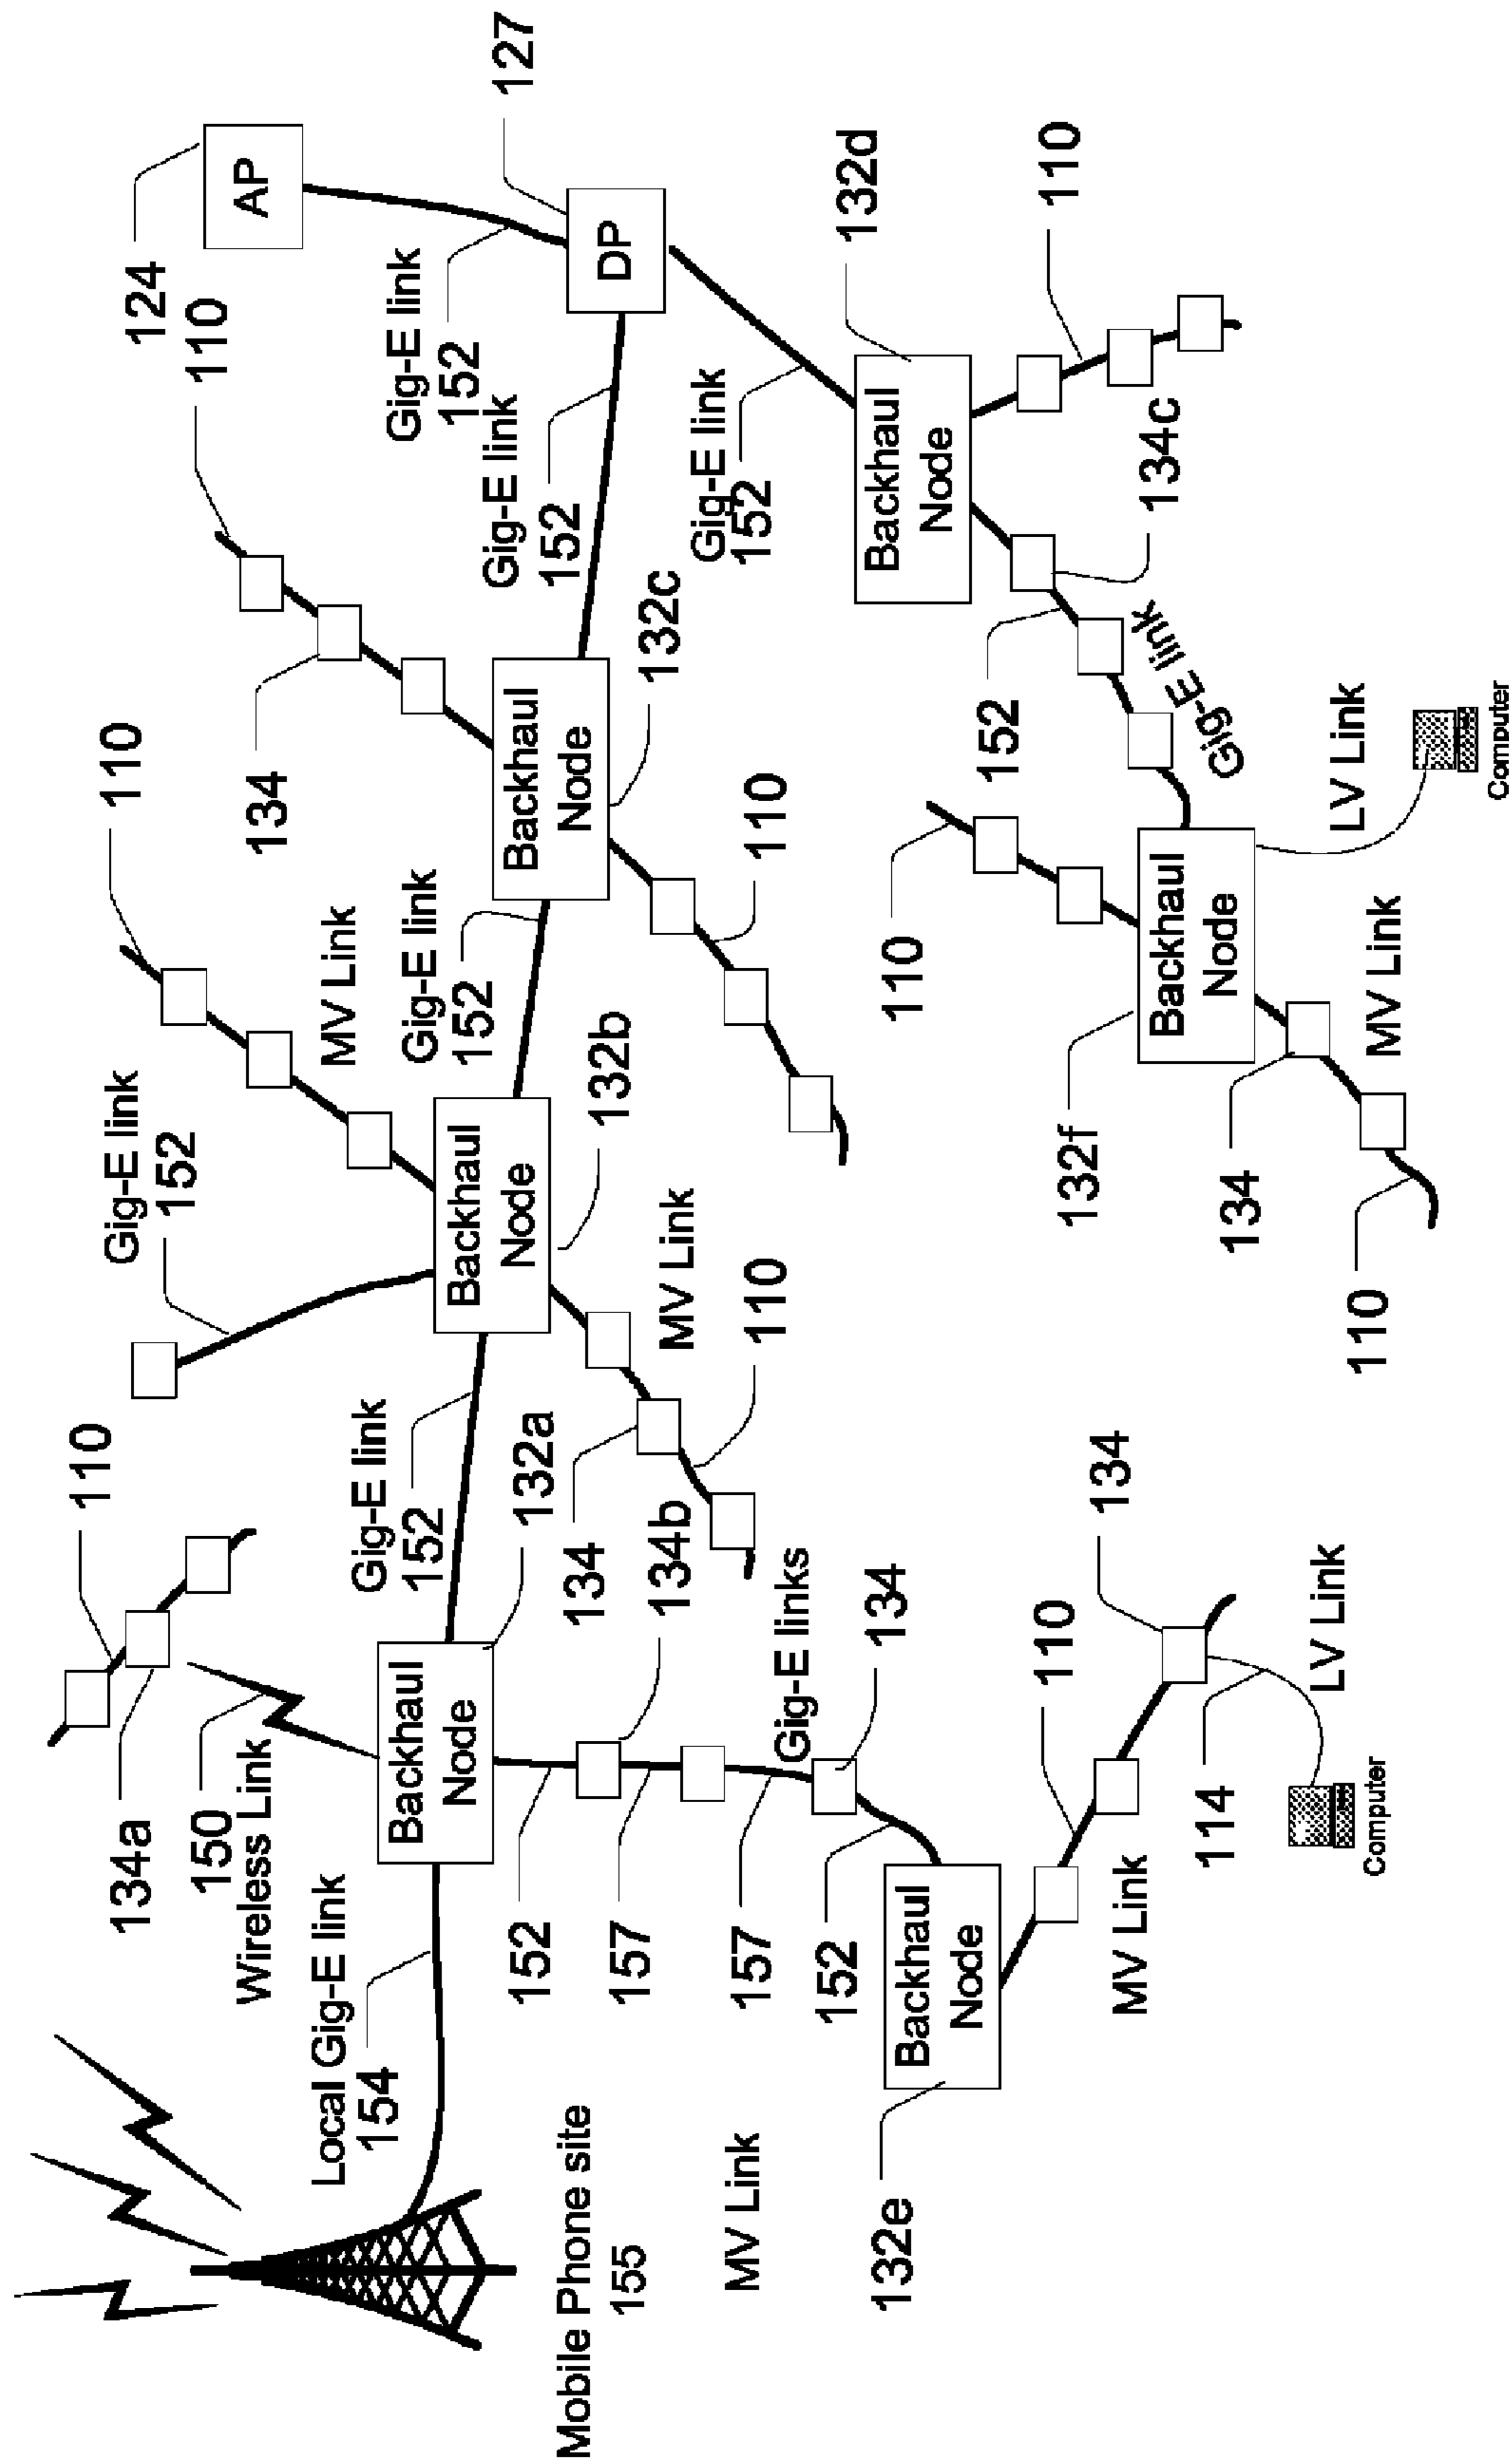 124
AP
110
127
Gig-E link
152
DP
Gig-E link
152
134
110
Gig-E link
152
132d
Backhaul
Node
110
134c
152
Gig-E link
132c
Backhaul
Node
110
MV Link
Gig-E link
152
Gig-E link
152
132b
Backhaul
Node
110
LV Link
Computer
Backhaul
Node
132f
134
MV Link
110
MV Link
110
134
110
Gig-E link
152
132a
Backhaul
Node
134a
150
Wireless Link
Local Gig-E link
154
134b
Gig-E links
134
152
157
157
152
Backhaul
Node
132e
110
134
MV Link
114
LV Link
Computer
Mobile Phone site
155
MV Link